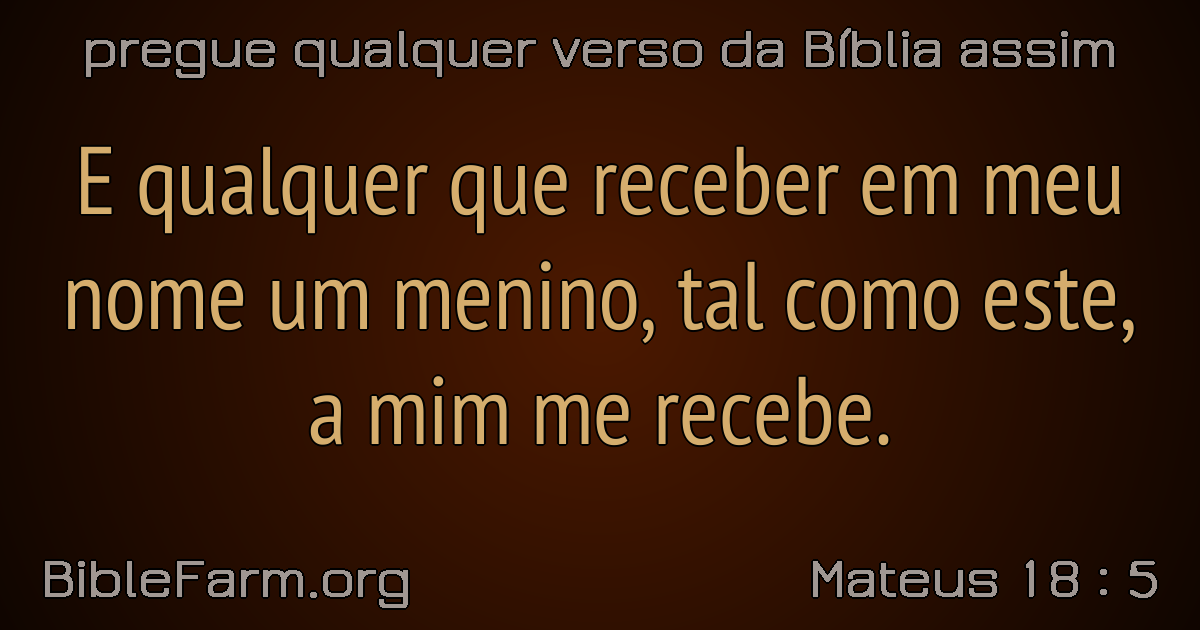 pregue qualquer verso da Bíblia assim
E qualquer que receber em meu
nome um menino, tal como este,
a mim me recebe.
BibleFarm.org
Mateus 18 : 5